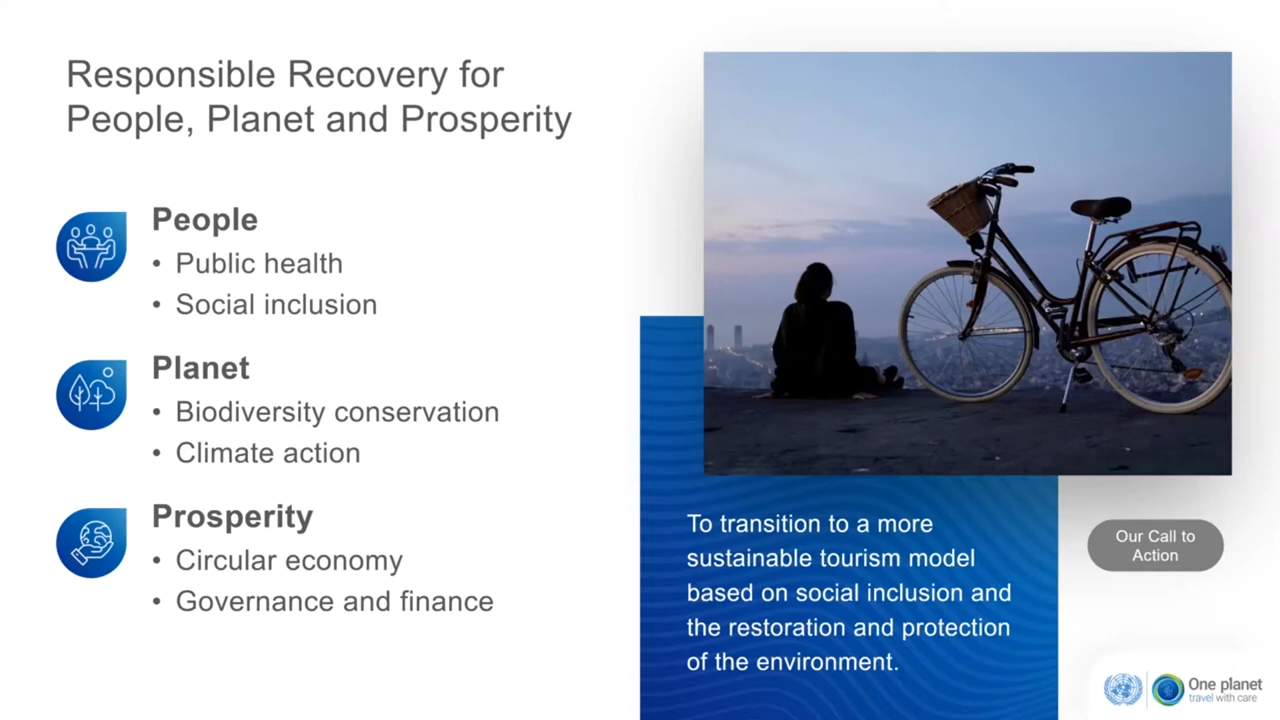 Responsible Recovery for
People, Planet and Prosperity
People
• Public health
• Social inclusion
Planet
• Biodiversity conservation
• Climate action
Prosperity
• Circular economy
• Governance and finance
To transition to a more
sustainable tourism model
based on social inclusion and
the restoration and protection
of the environment.
Our Call to
Action
One planet
travel with care